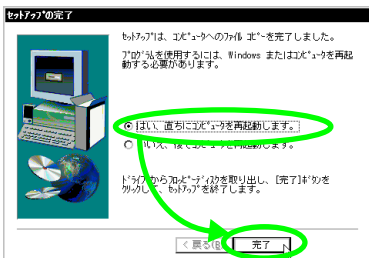 ｾｯﾄｱｯﾌﾟの完了
ｾｯﾄｱｯﾌﾟは、ｺﾝﾋﾟｭｰﾀへのﾌｧｲﾙ ｺﾋﾟｰを完了しました。
ﾌﾟﾛｸﾞﾗﾑを使用するには、Windows またはｺﾝﾋﾟｭｰﾀを再起
動する必要があります。
はい、直ちにｺﾝﾋﾟｭｰﾀを再起動します。
いいえ、後でｺﾝﾋﾟｭｰﾀを再起動します。
ﾄﾞﾗｲﾌﾞからﾌﾛｯﾋﾟｰﾃﾞｨｽｸを取り出し、[完了]ﾎﾞﾀﾝを
ｸﾘｯｸして、ｾｯﾄｱｯﾌﾟを終了します。
< 戻る(B
完了